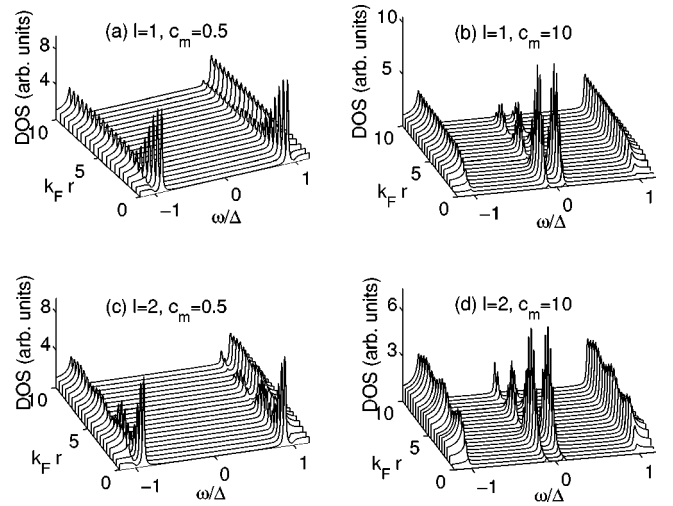 (a) l=1, c_m=0.5
DOS (arb. units)
8
4
10
5
0
k_F r
−1
0
1
ω/Δ
(b) l=1, c_m=10
DOS (arb. units)
10
5
10
5
0
k_F r
−1
0
1
ω/Δ
(c) l=2, c_m=0.5
DOS (arb. units)
8
4
10
5
0
k_F r
−1
0
1
ω/Δ
(d) l=2, c_m=10
DOS (arb. units)
6
3
10
5
0
k_F r
−1
0
1
ω/Δ